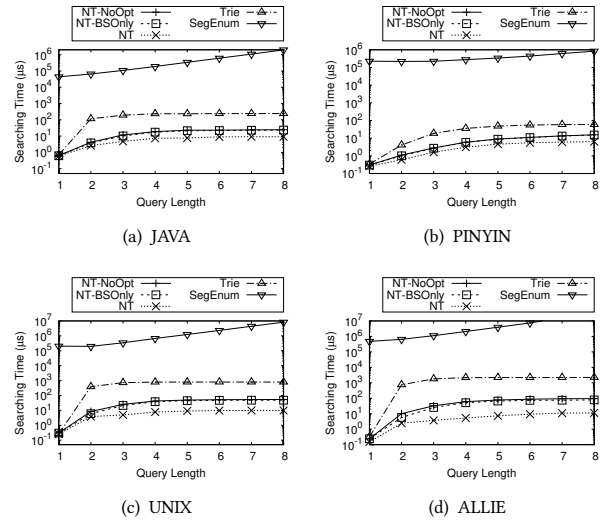 NT-NoOpt Trie
NT-BSOnly SegEnum
NT
Searching Time (μs)
10^6
10^5
10^4
10^3
10^2
10^1
10^0
10^-1
1 2 3 4 5 6 7 8
Query Length
(a) JAVA
NT-NoOpt Trie
NT-BSOnly SegEnum
NT
Searching Time (μs)
10^6
10^5
10^4
10^3
10^2
10^1
10^0
10^-1
1 2 3 4 5 6 7 8
Query Length
(b) PINYIN
NT-NoOpt Trie
NT-BSOnly SegEnum
NT
Searching Time (μs)
10^7
10^6
10^5
10^4
10^3
10^2
10^1
10^0
10^-1
1 2 3 4 5 6 7 8
Query Length
(c) UNIX
NT-NoOpt Trie
NT-BSOnly SegEnum
NT
Searching Time (μs)
10^7
10^6
10^5
10^4
10^3
10^2
10^1
10^0
10^-1
1 2 3 4 5 6 7 8
Query Length
(d) ALLIE